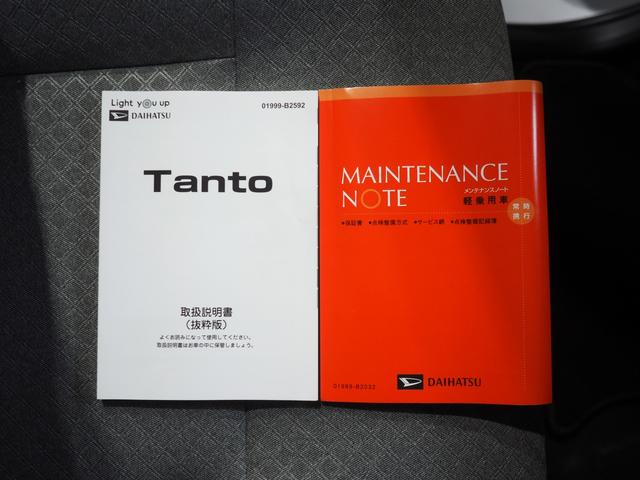 Light you up
DAIHATSU
01999-B2592
Tanto
取扱説明書
(抜粋版)
よくお読みになって使用してください。
取扱説明書はお車の中に保管しましょう。
MAINTENANCE
NOTE
メンテナンスノート
軽乗用車
常時
携行
●保証書 ●点検整備方式 ●サービス網 ●点検整備記録簿
01999-B2032
DAIHATSU